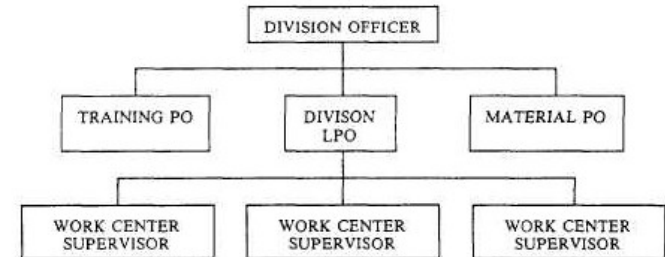 DIVISION OFFICER
TRAINING PO
DIVISON
LPO
MATERIAL PO
WORK CENTER
SUPERVISOR
WORK CENTER
SUPERVISOR
WORK CENTER
SUPERVISOR